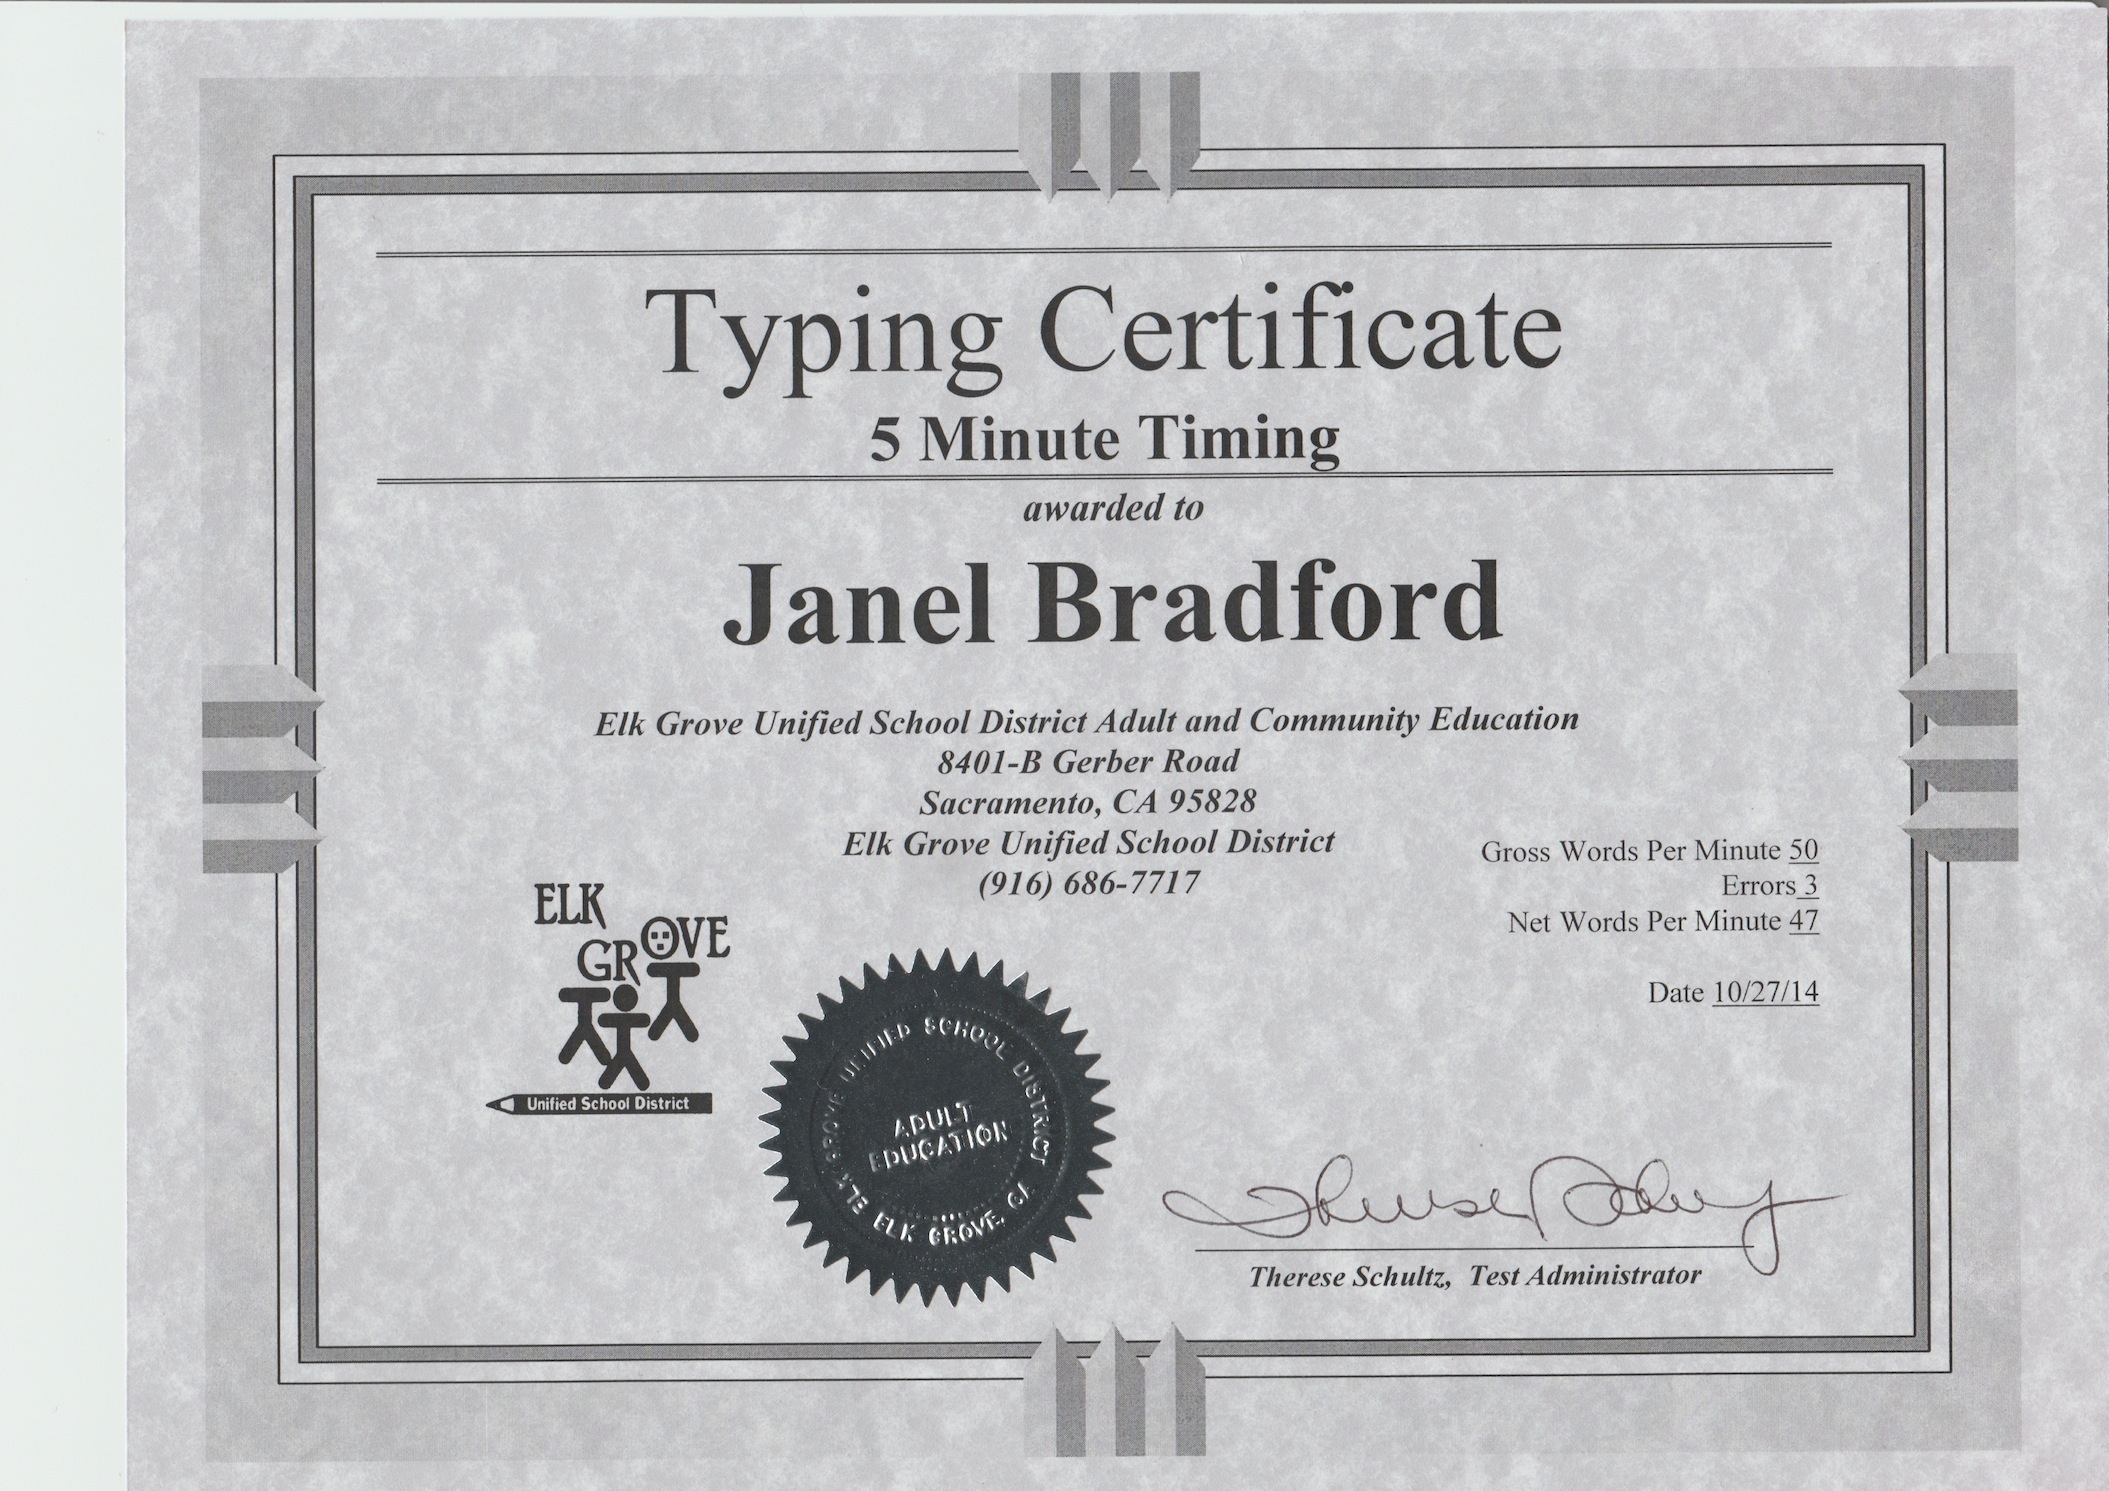 Typing Certificate
5 Minute Timing
awarded to
Janel Bradford
Elk Grove Unified School District Adult and Community Education
8401-B Gerber Road
Sacramento, CA 95828
Elk Grove Unified School District
(916) 686-7717
Gross Words Per Minute 50
Errors 3
Net Words Per Minute 47
Date 10/27/14
ELK
GROVE
Unified School District
ELK GROVE UNIFIED SCHOOL DISTRICT
ADULT
EDUCATION
ELK GROVE, CA
Therese Schultz
Therese Schultz, Test Administrator